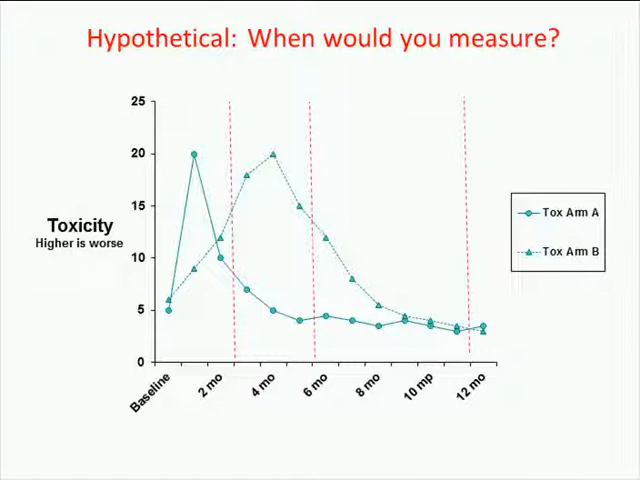 Hypothetical: When would you measure?
25
20
15
10
5
0
Toxicity
Higher is worse
Baseline
2 mo
4 mo
6 mo
8 mo
10 mp
12 mo
Tox Arm A
Tox Arm B